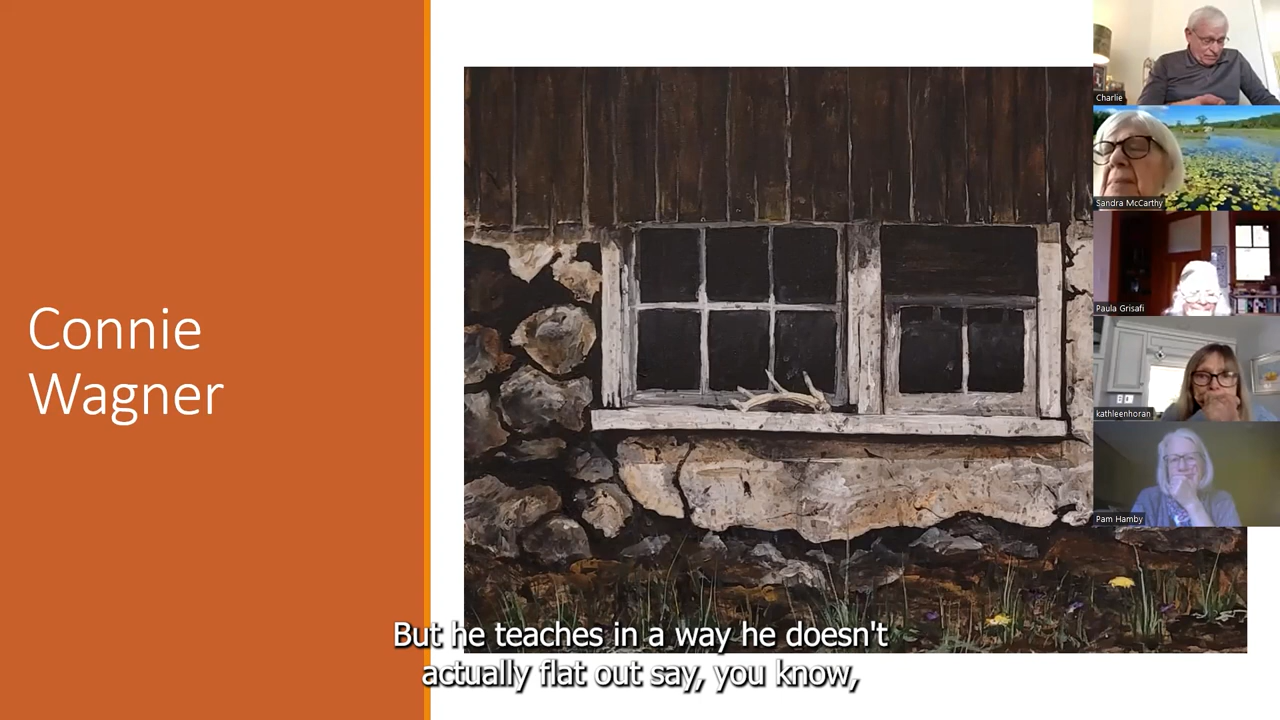 Connie
Wagner
Charlie
Sandra McCarthy
Paula Grisafi
kathleenhoran
Pam Hamby
But he teaches in a way he doesn't
actually flat out say, you know,